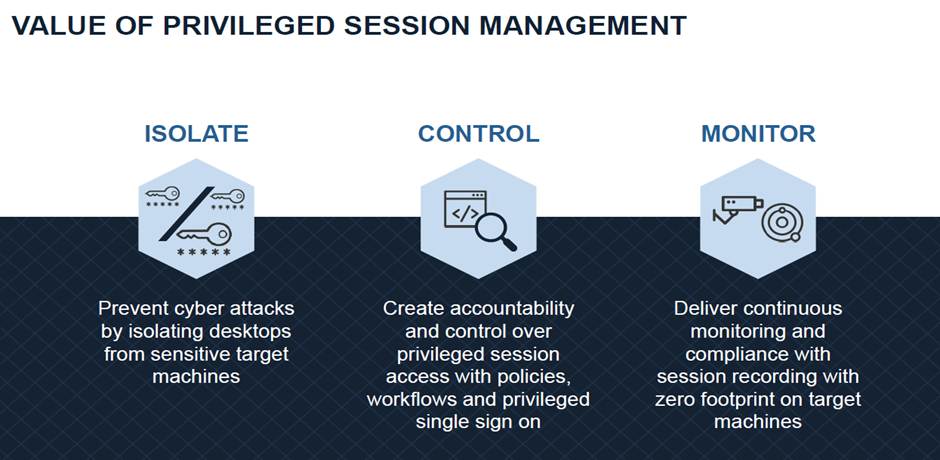 VALUE OF PRIVILEGED SESSION MANAGEMENT
ISOLATE
*****
*****
*****
Prevent cyber attacks
by isolating desktops
from sensitive target
machines
CONTROL
</>
Create accountability
and control over
privileged session
access with policies,
workflows and privileged
single sign on
MONITOR
Deliver continuous
monitoring and
compliance with
session recording with
zero footprint on target
machines